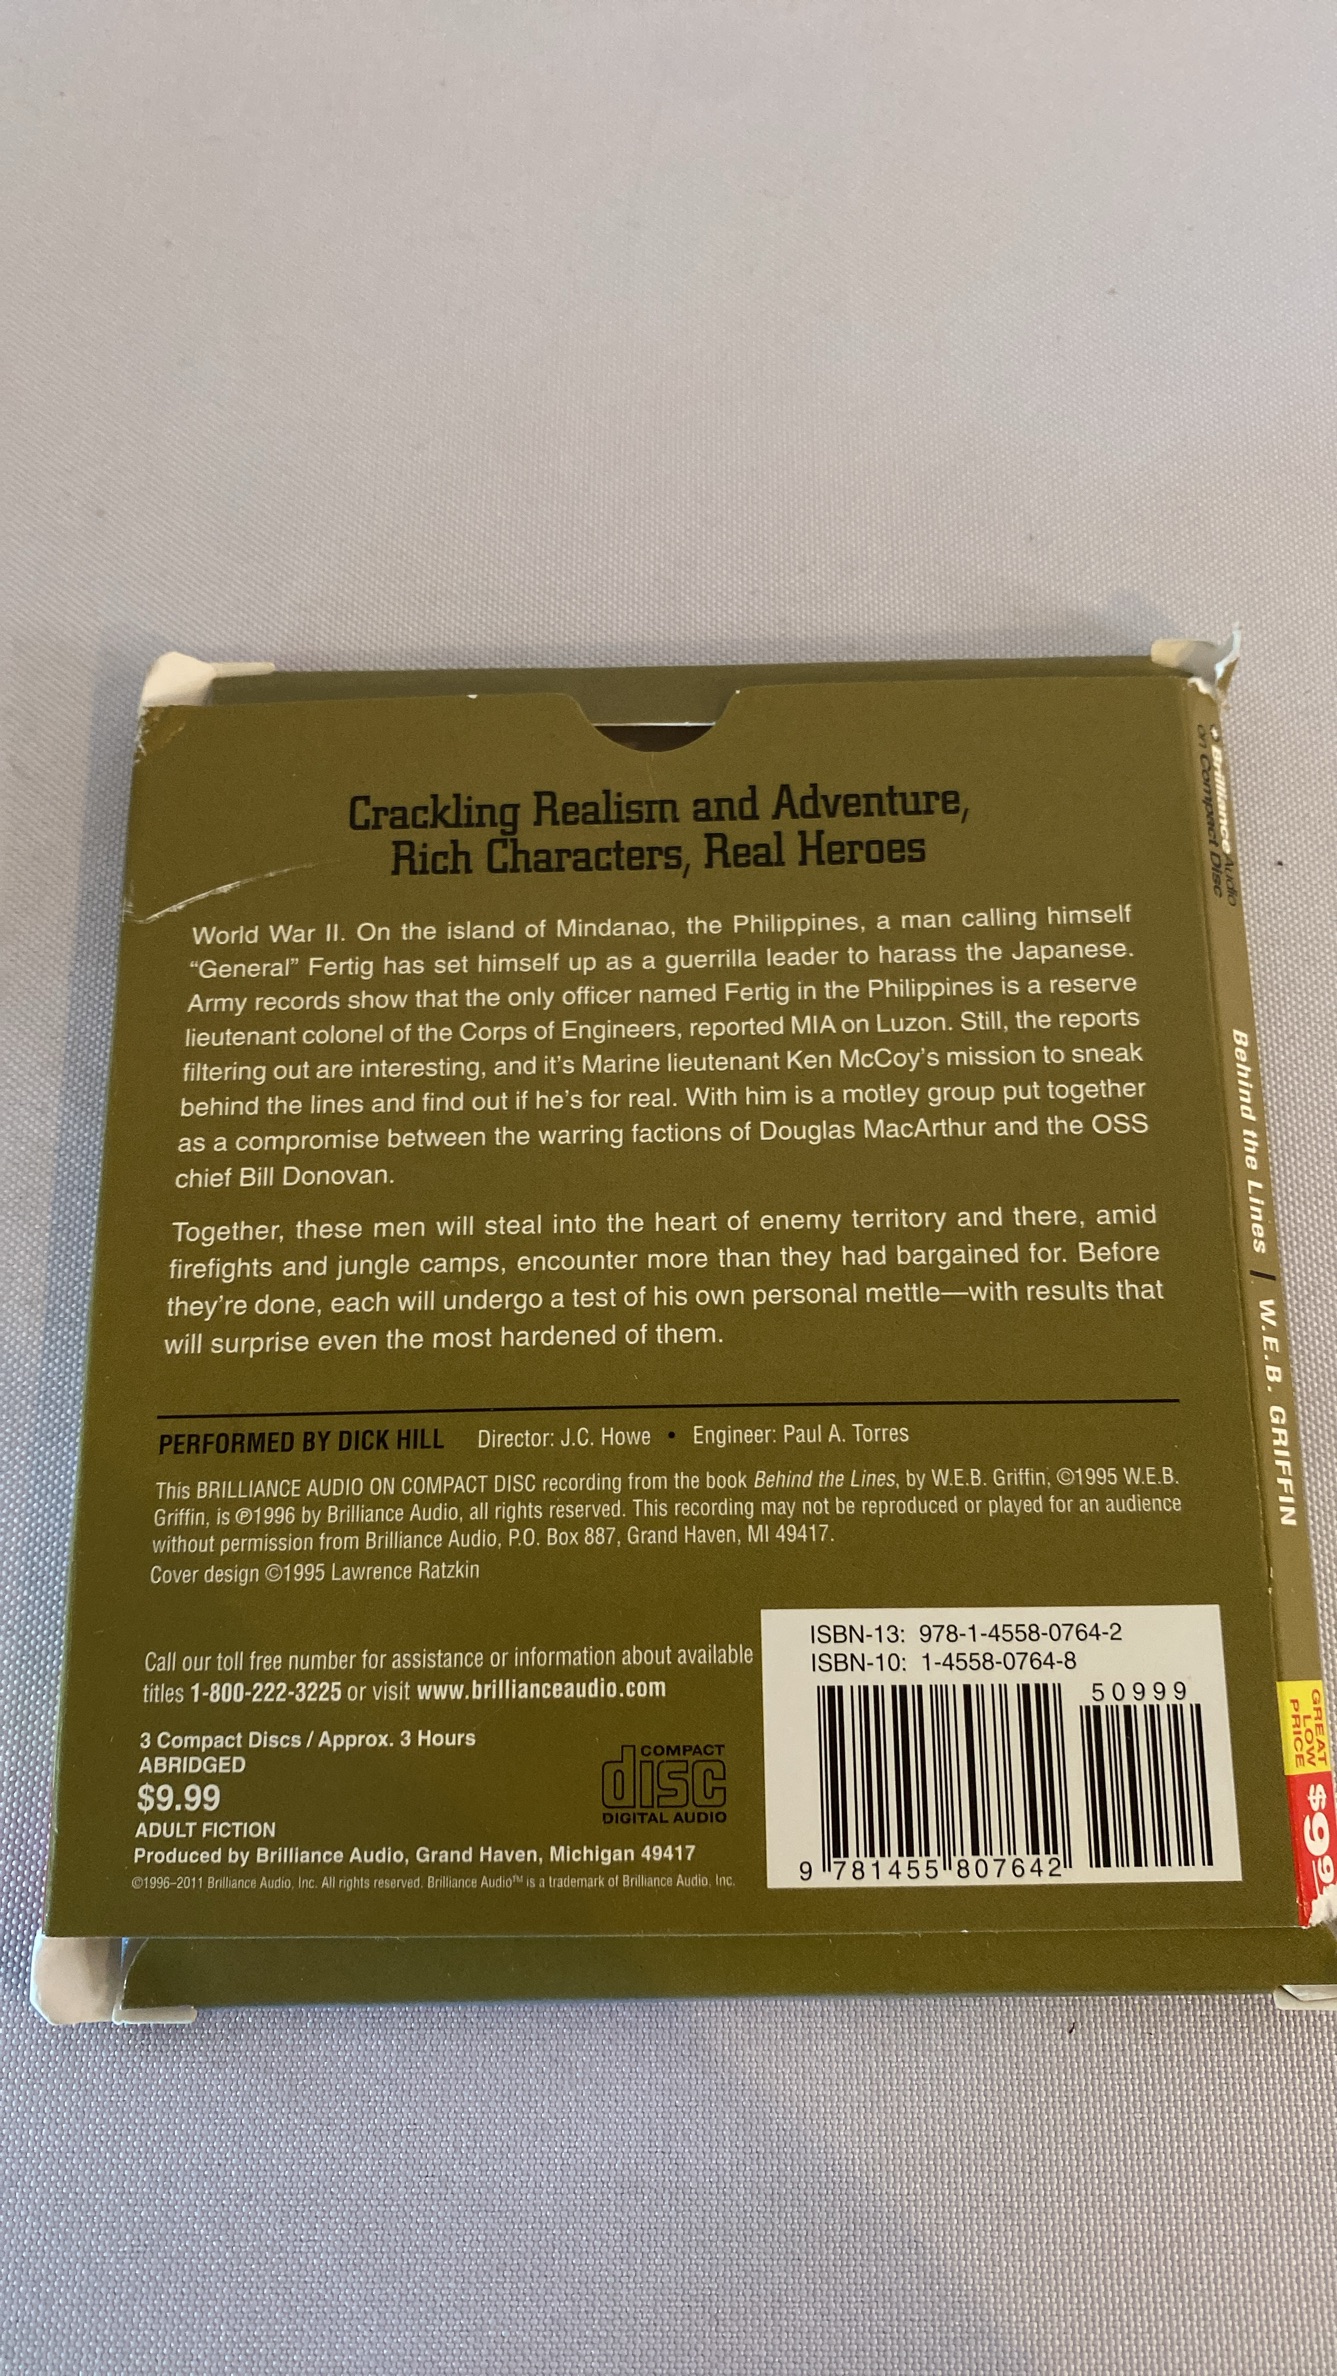 Crackling Realism and Adventure,
Rich Characters, Real Heroes
World War II. On the island of Mindanao, the Philippines, a man calling himself
“General” Fertig has set himself up as a guerrilla leader to harass the Japanese.
Army records show that the only officer named Fertig in the Philippines is a reserve
lieutenant colonel of the Corps of Engineers, reported MIA on Luzon. Still, the reports
filtering out are interesting, and it’s Marine lieutenant Ken McCoy’s mission to sneak
behind the lines and find out if he’s for real. With him is a motley group put together
as a compromise between the warring factions of Douglas MacArthur and the OSS
chief Bill Donovan.
Together, these men will steal into the heart of enemy territory and there, amid
firefights and jungle camps, encounter more than they had bargained for. Before
they’re done, each will undergo a test of his own personal mettle—with results that
will surprise even the most hardened of them.
PERFORMED BY DICK HILL Director: J.C. Howe • Engineer: Paul A. Torres
This BRILLIANCE AUDIO ON COMPACT DISC recording from the book Behind the Lines, by W.E.B. Griffin, ©1995 W.E.B.
Griffin, is ℗1996 by Brilliance Audio, all rights reserved. This recording may not be reproduced or played for an audience
without permission from Brilliance Audio, P.O. Box 887, Grand Haven, MI 49417.
Cover design ©1995 Lawrence Ratzkin
Call our toll free number for assistance or information about available
titles 1-800-222-3225 or visit www.brillianceaudio.com
3 Compact Discs / Approx. 3 Hours
ABRIDGED
$9.99
ADULT FICTION
Produced by Brilliance Audio, Grand Haven, Michigan 49417
©1996–2011 Brilliance Audio, Inc. All rights reserved. Brilliance Audio™ is a trademark of Brilliance Audio, Inc.
COMPACT
disc
DIGITAL AUDIO
ISBN-13: 978-1-4558-0764-2
ISBN-10: 1-4558-0764-8
50999
9 781455 807642
Brilliance Audio
on Compact Disc
Behind the Lines | W.E.B. GRIFFIN
GREAT
LOW
PRICE
$9.9